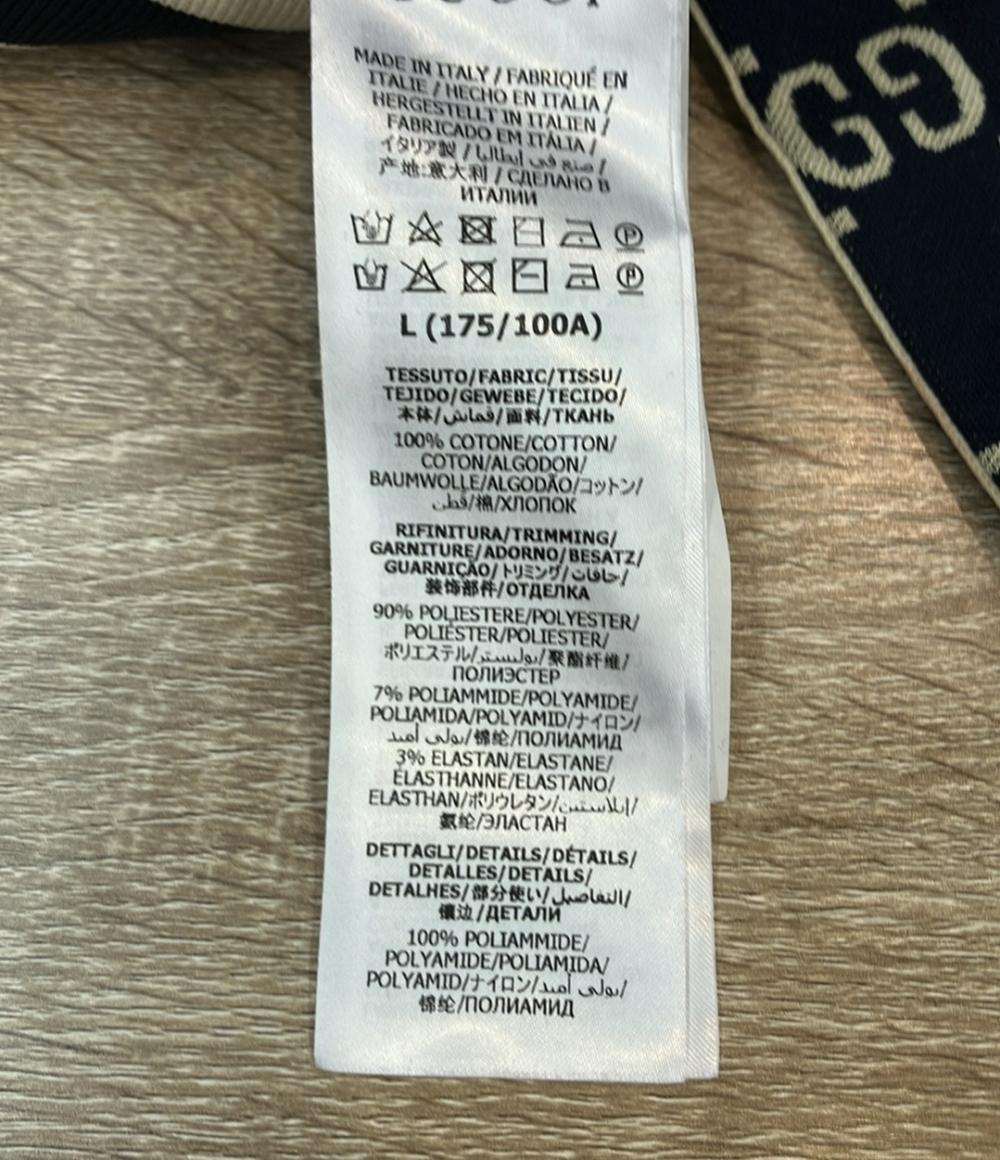 MADE IN ITALY / FABRIQUÉ EN
ITALIE / HECHO EN ITALIA /
HERGESTELLT IN ITALIEN /
FABRICADO EM ITÁLIA /
イタリア製 / صنع في إيطاليا /
产地:意大利 / СДЕЛАНО В
ИТАЛИИ
L (175/100A)
TESSUTO/FABRIC/TISSU/
TEJIDO/GEWEBE/TECIDO/
本体/قماش/面料/ТКАНЬ
100% COTONE/COTTON/
COTON/ALGODON/
BAUMWOLLE/ALGODÃO/コットン/
قطن/棉/ХЛОПОК
RIFINITURA/TRIMMING/
GARNITURE/ADORNO/BESATZ/
GUARNIÇÃO/トリミング/حافات/
装饰部件/ОТДЕЛКА
90% POLIESTERE/POLYESTER/
POLIÉSTER/POLIESTER/
ポリエステル/بوليستر/聚酯纤维/
ПОЛИЭСТЕР
7% POLIAMMIDE/POLYAMIDE/
POLIAMIDA/POLYAMID/ナイロン/
بولي أميد/锦纶/ПОЛИАМИД
3% ELASTAN/ELASTANE/
ÉLASTHANNE/ELASTANO/
ELASTHAN/ポリウレタン/إيلاستين/
氨纶/ЭЛАСТАН
DETTAGLI/DETAILS/DÉTAILS/
DETALLES/DETAILS/
DETALHES/部分使い/التفاصيل/
镶边/ДЕТАЛИ
100% POLIAMMIDE/
POLYAMIDE/POLIAMIDA/
POLYAMID/ナイロン/بولي أميد/
锦纶/ПОЛИАМИД